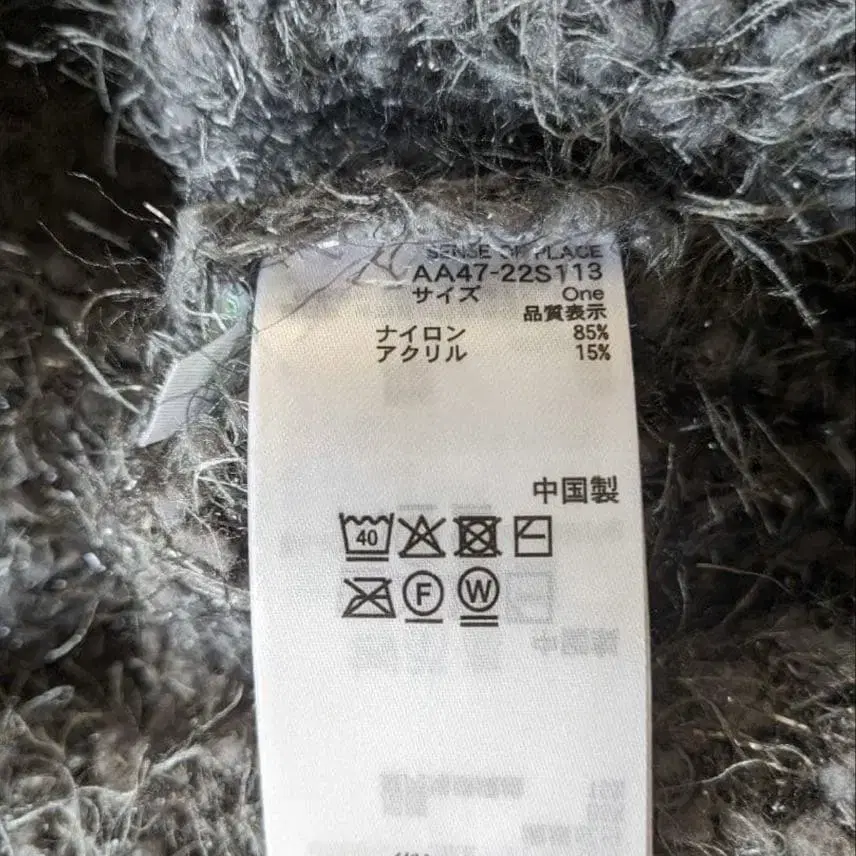 SENSE OF PLACE
AA47-22S113
サイズ One
品質表示
ナイロン 85%
アクリル 15%
中国製
40
F W